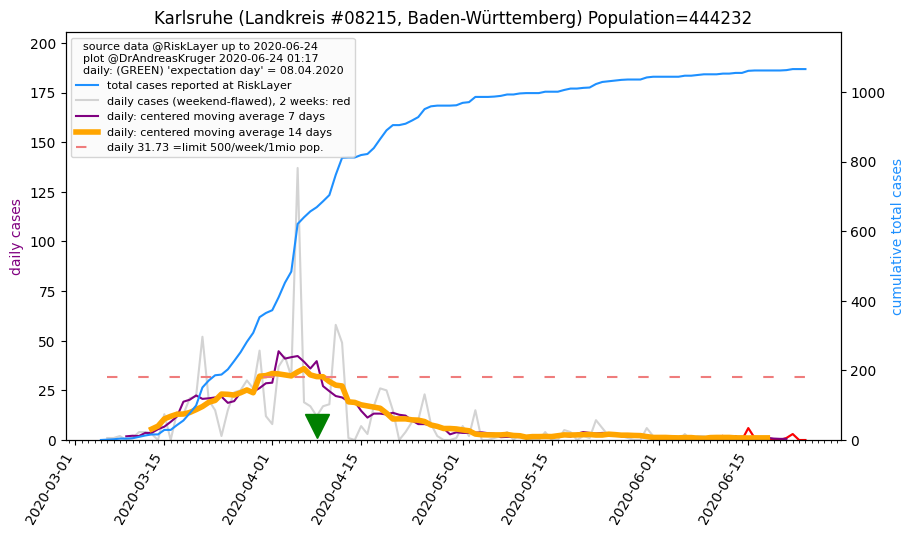 Karlsruhe (Landkreis #08215, Baden-Württemberg) Population=444232
source data @RiskLayer up to 2020-06-24
plot @DrAndreasKruger 2020-06-24 01:17
daily: (GREEN) 'expectation day' = 08.04.2020
total cases reported at RiskLayer
daily cases (weekend-flawed), 2 weeks: red
daily: centered moving average 7 days
daily: centered moving average 14 days
daily 31.73 =limit 500/week/1mio pop.
daily cases
200
175
150
125
100
75
50
25
0
cumulative total cases
1000
800
600
400
200
0
2020-03-01
2020-03-15
2020-04-01
2020-04-15
2020-05-01
2020-05-15
2020-06-01
2020-06-15